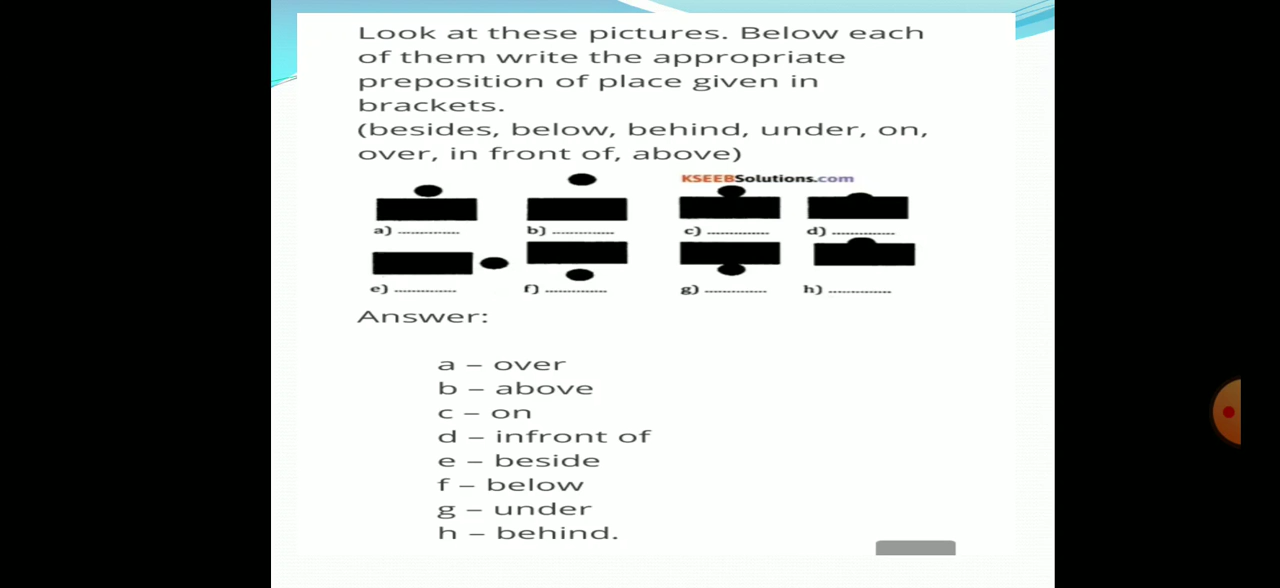 Look at these pictures. Below each
of them write the appropriate
preposition of place given in
brackets.
(besides, below, behind, under, on,
over, in front of, above)
KSEEBSolutions.com
a) ............. b) ............. c) ............. d) .............
e) ............. f) ............. g) ............. h) .............
Answer:
a – over
b – above
c – on
d – infront of
e – beside
f – below
g – under
h – behind.